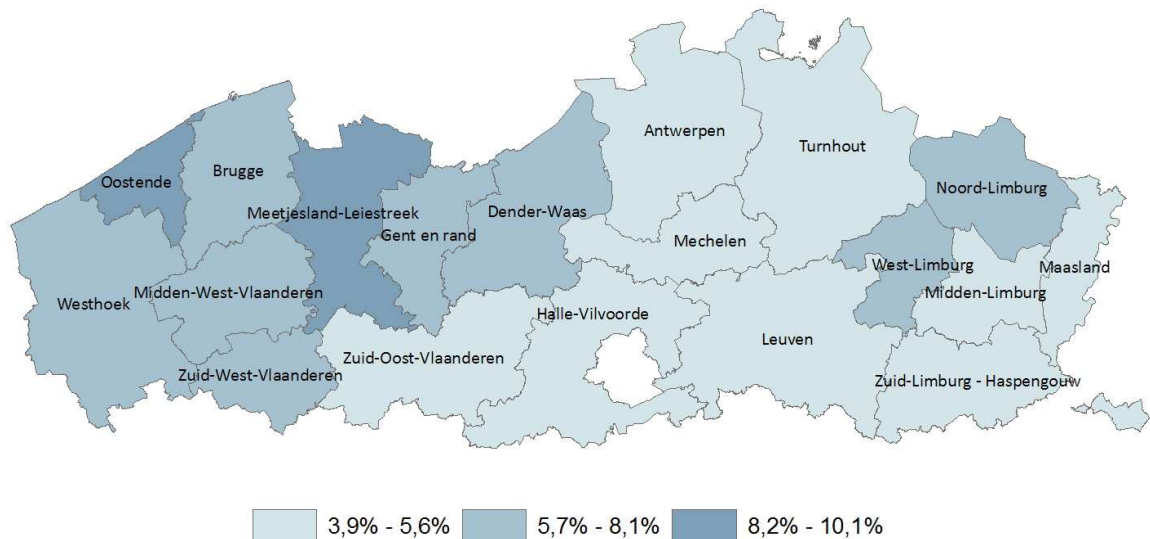 Antwerpen
Turnhout
Brugge
Oostende
Noord-Limburg
Meetjesland-Leiestreek
Dender-Waas
Gent en rand
Mechelen
West-Limburg
Maasland
Midden-West-Vlaanderen
Midden-Limburg
Westhoek
Halle-Vilvoorde
Leuven
Zuid-Oost-Vlaanderen
Zuid-West-Vlaanderen
Zuid-Limburg - Haspengouw
3,9% - 5,6% 5,7% - 8,1% 8,2% - 10,1%